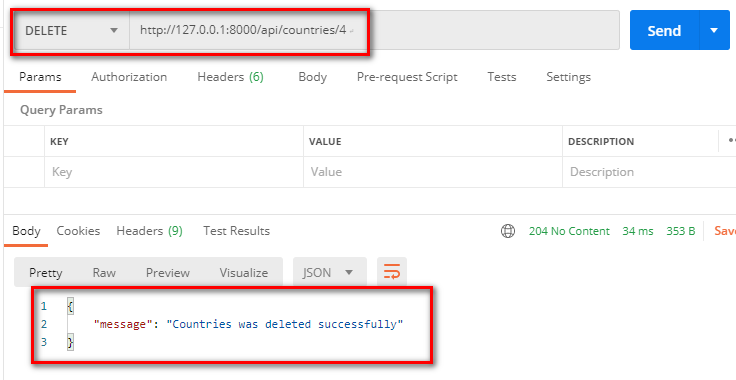 DELETE http://127.0.0.1:8000/api/countries/4 Send
Params Authorization Headers (6) Body Pre-request Script Tests Settings
Query Params
KEY VALUE DESCRIPTION
Key Value Description
Body Cookies Headers (9) Test Results 204 No Content 34 ms 353 B Save
Pretty Raw Preview Visualize JSON
1 {
2 "message": "Countries was deleted successfully"
3 }